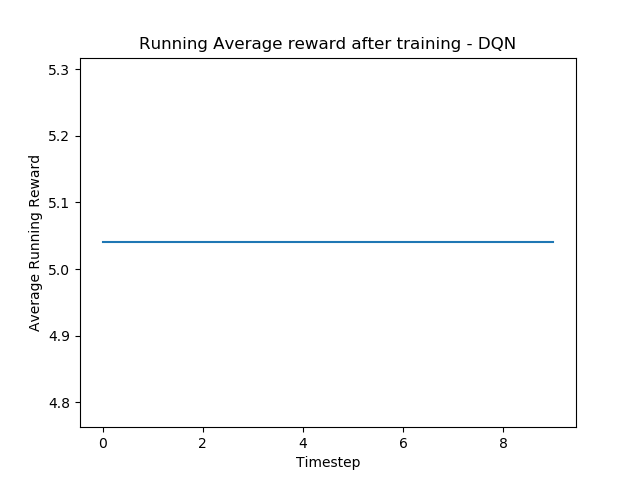 Running Average reward after training - DQN
5.3
5.2
5.1
5.0
4.9
4.8
Average Running Reward
0 2 4 6 8
Timestep